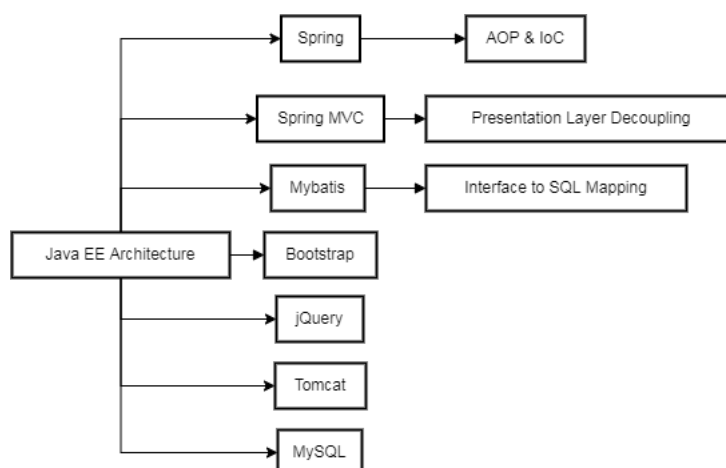 Spring
AOP & IoC
Spring MVC
Presentation Layer Decoupling
Mybatis
Interface to SQL Mapping
Java EE Architecture
Bootstrap
jQuery
Tomcat
MySQL